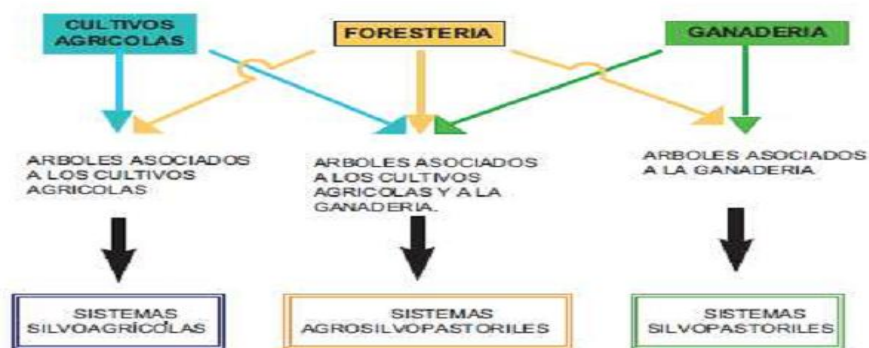 CULTIVOS
AGRICOLAS
FORESTERIA
GANADERIA
ARBOLES ASOCIADOS
A LOS CULTIVOS
AGRICOLAS
ARBOLES ASOCIADOS
A LOS CULTIVOS
AGRICOLAS Y A LA
GANADERIA.
ARBOLES ASOCIADOS
A LA GANADERIA
SISTEMAS
SILVOAGRÍCOLAS
SISTEMAS
AGROSILVOPASTORILES
SISTEMAS
SILVOPASTORILES